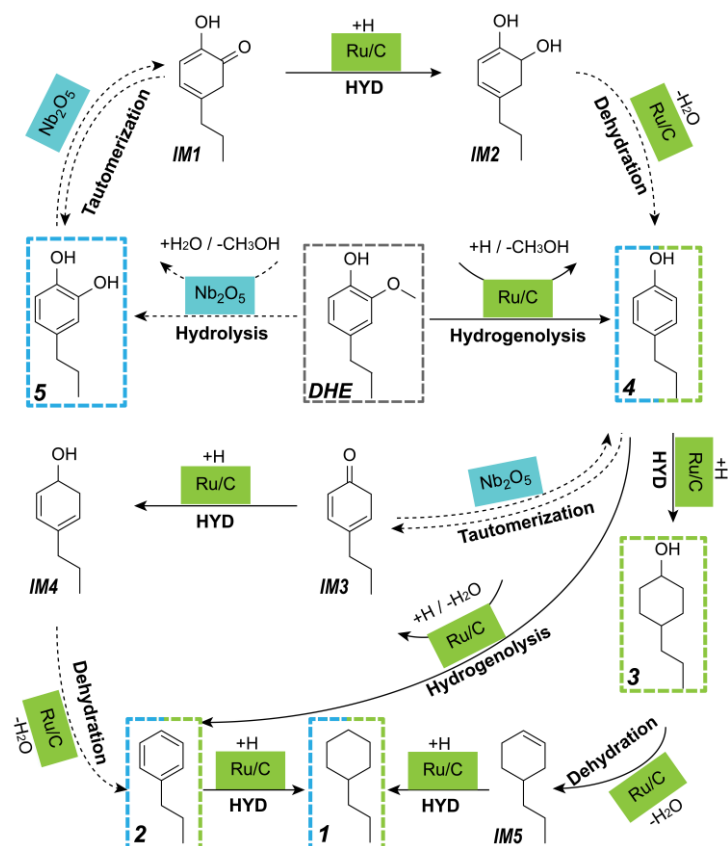 OH
O
IM1
+H
Ru/C
HYD
OH
OH
IM2
-H₂O
Ru/C
Dehydration
Nb₂O₅
Tautomerization
OH
OH
5
+H₂O / -CH₃OH
Nb₂O₅
Hydrolysis
OH
O
DHE
+H / -CH₃OH
Ru/C
Hydrogenolysis
OH
4
OH
IM4
+H
Ru/C
HYD
O
IM3
Nb₂O₅
Tautomerization
+H
Ru/C
HYD
OH
3
+H / -H₂O
Ru/C
Hydrogenolysis
Dehydration
Ru/C
-H₂O
2
+H
Ru/C
HYD
1
+H
Ru/C
HYD
IM5
Dehydration
Ru/C
-H₂O